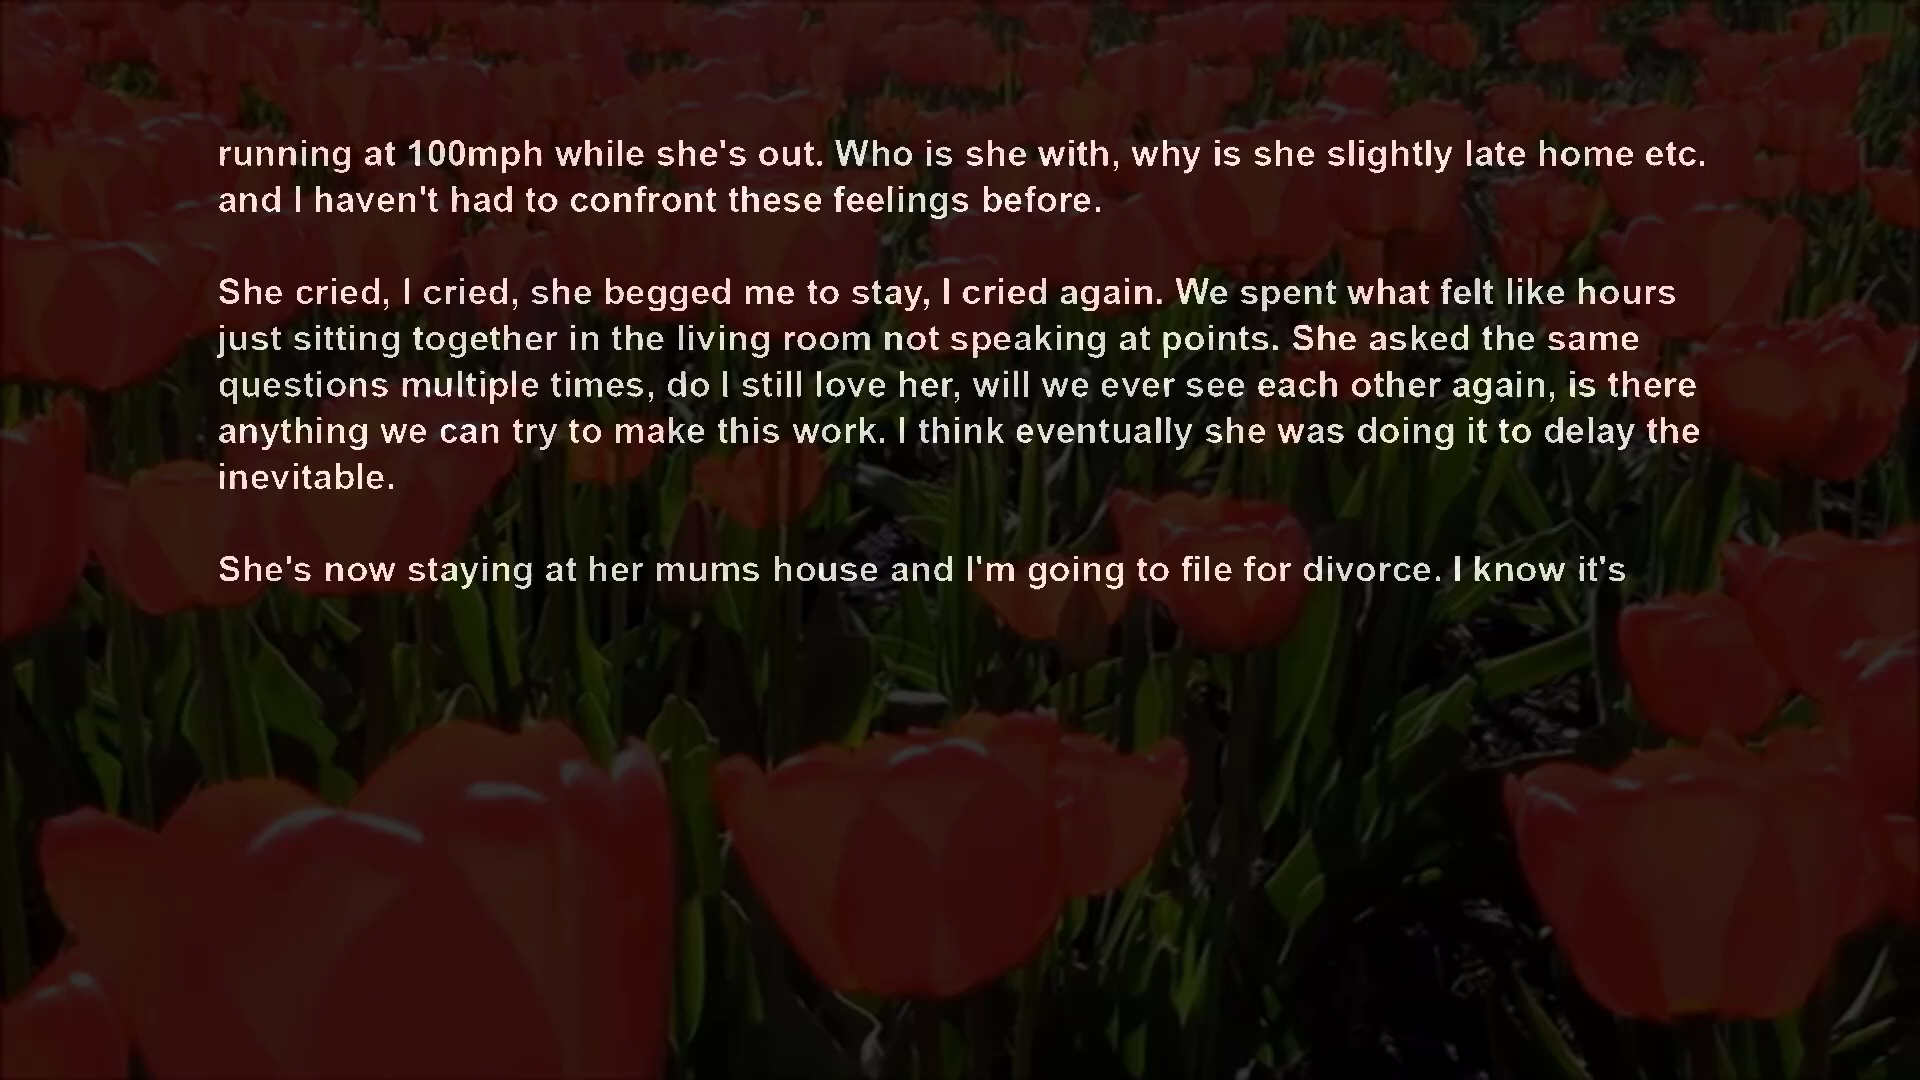 running at 100mph while she's out. Who is she with, why is she slightly late home etc.
and I haven't had to confront these feelings before.
She cried, I cried, she begged me to stay, I cried again. We spent what felt like hours
just sitting together in the living room not speaking at points. She asked the same
questions multiple times, do I still love her, will we ever see each other again, is there
anything we can try to make this work. I think eventually she was doing it to delay the
inevitable.
She's now staying at her mums house and I'm going to file for divorce. I know it's